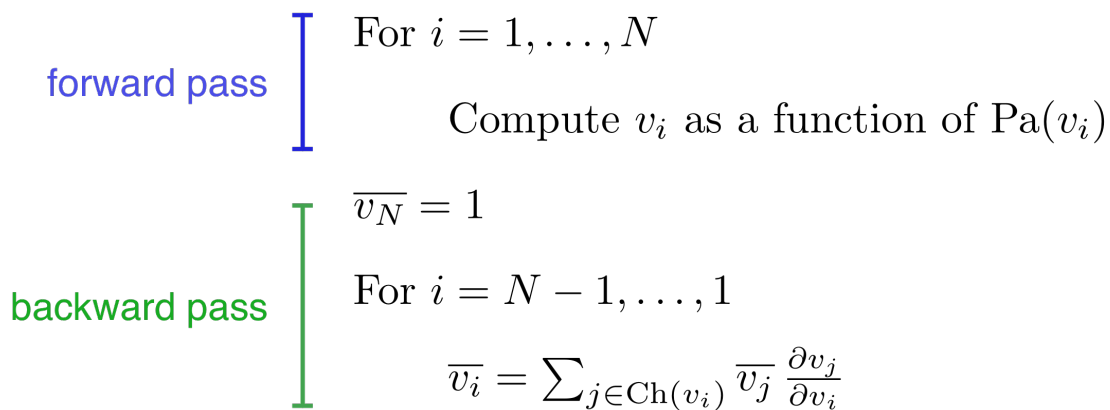 forward pass
For i = 1, . . . , N
Compute v_i as a function of Pa(v_i)
backward pass
\overline{v_N} = 1
For i = N − 1, . . . , 1
\overline{v_i} = ∑_{j∈Ch(v_i)} \overline{v_j} \frac{∂v_j}{∂v_i}